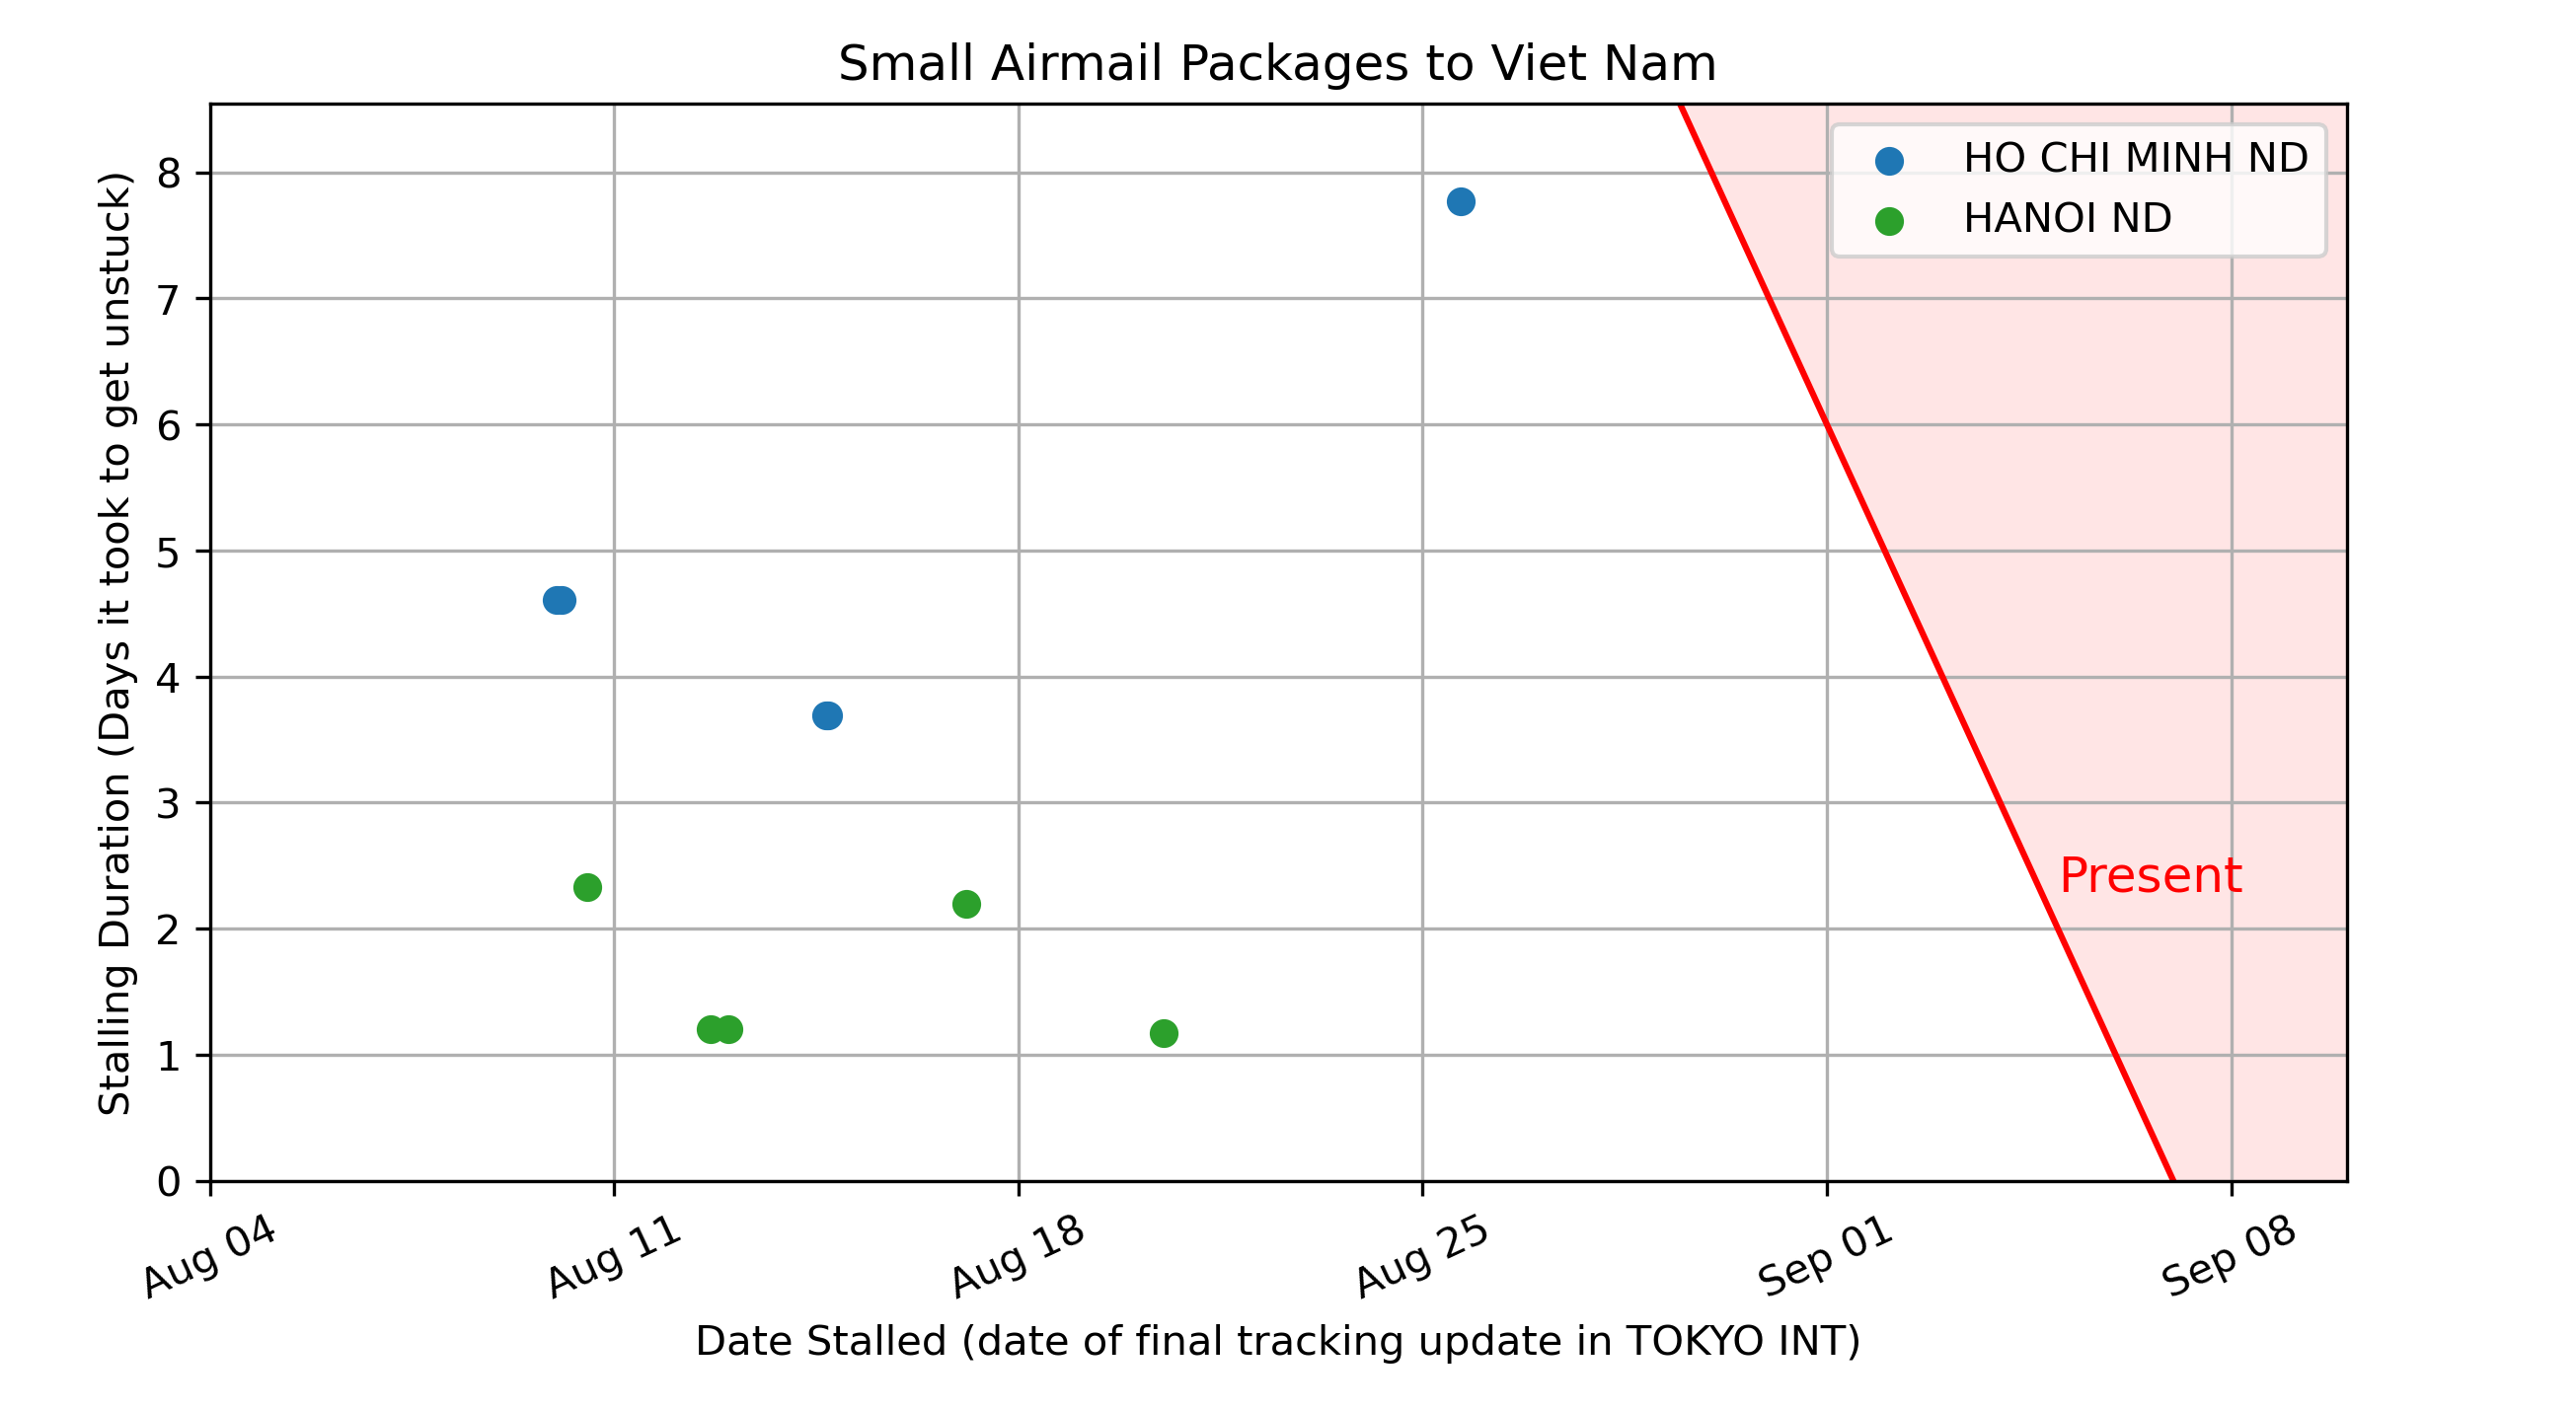 Small Airmail Packages to Viet Nam
Stalling Duration (Days it took to get unstuck)
8
7
6
5
4
3
2
1
0
HO CHI MINH ND
HANOI ND
Present
Aug 04
Aug 11
Aug 18
Aug 25
Sep 01
Sep 08
Date Stalled (date of final tracking update in TOKYO INT)